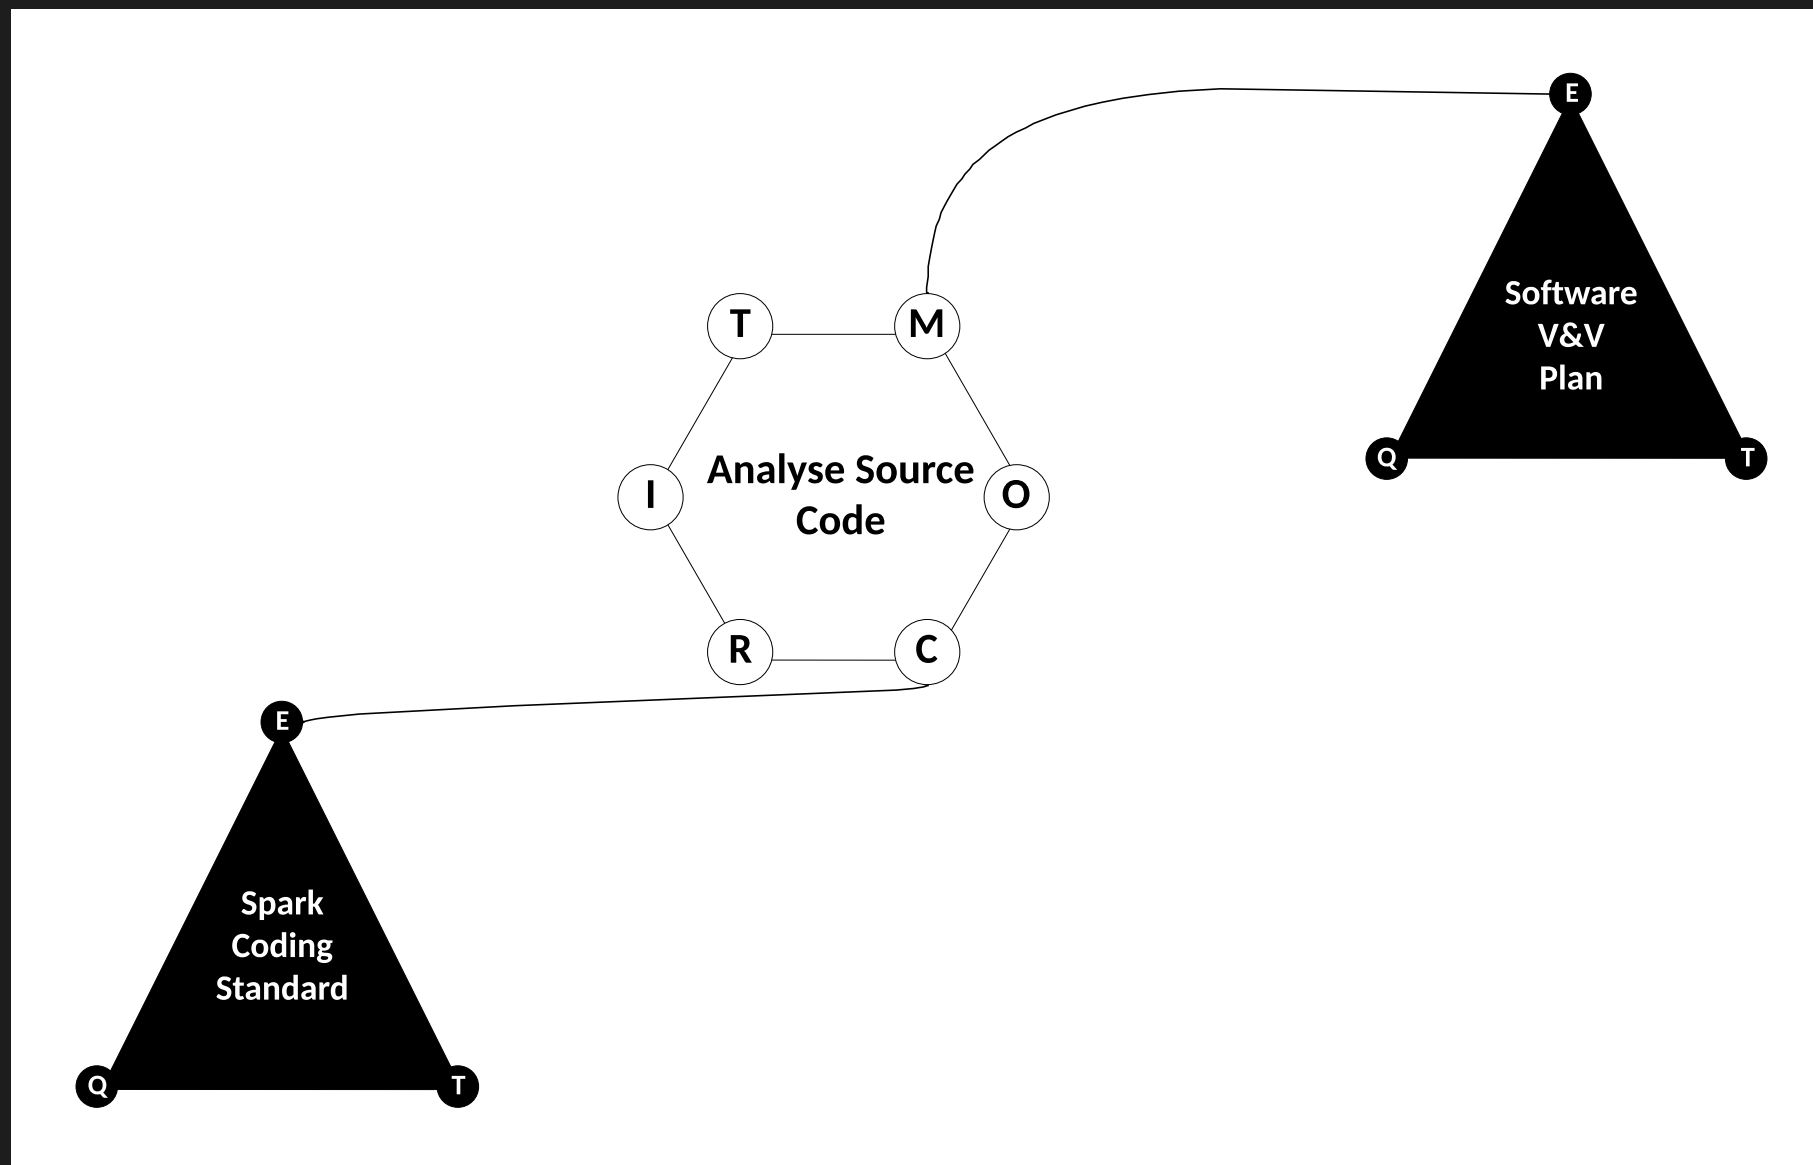 E
Software
V&V
Plan
Q
T
T
M
Analyse Source
Code
I
O
R
C
E
Spark
Coding
Standard
Q
T